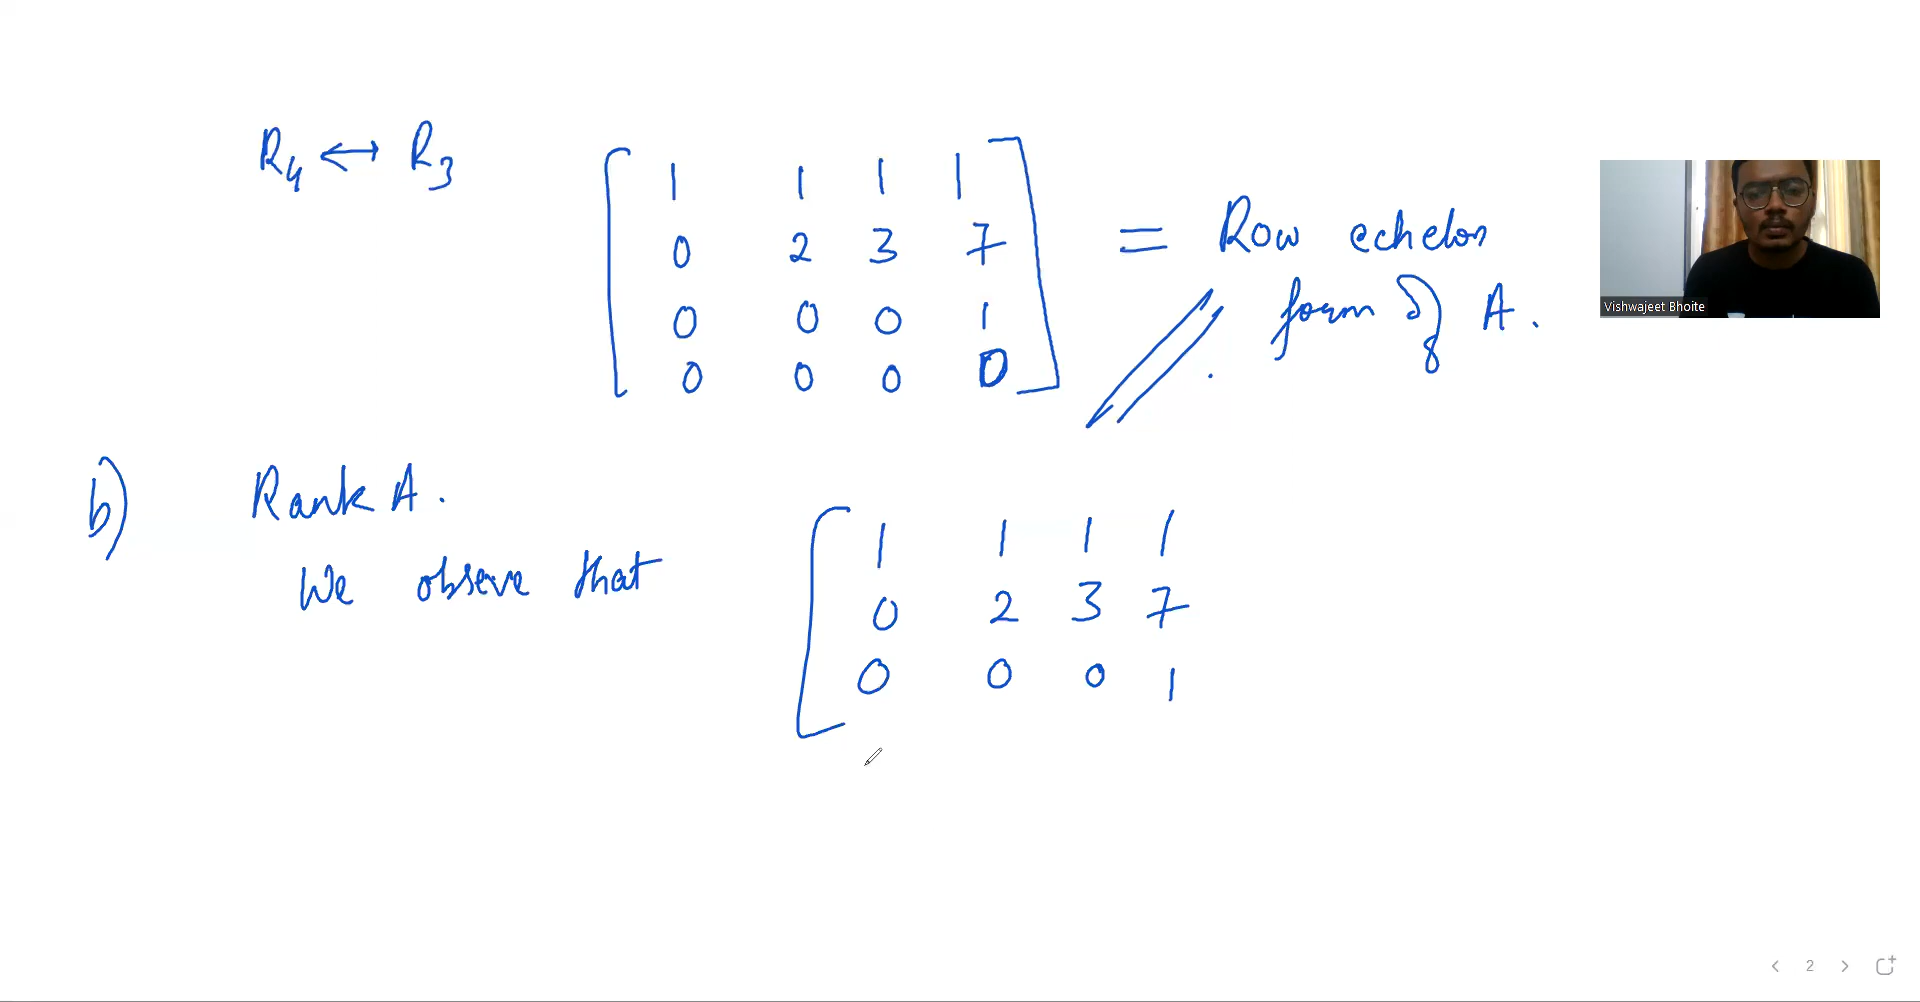 R4 ↔ R3
1 1 1 1
0 2 3 7
0 0 0 1
0 0 0 0
= Row echelon
form of A.
Vishwajeet Bhoite
b) Rank A.
We observe that
1 1 1 1
0 2 3 7
0 0 0 1
2